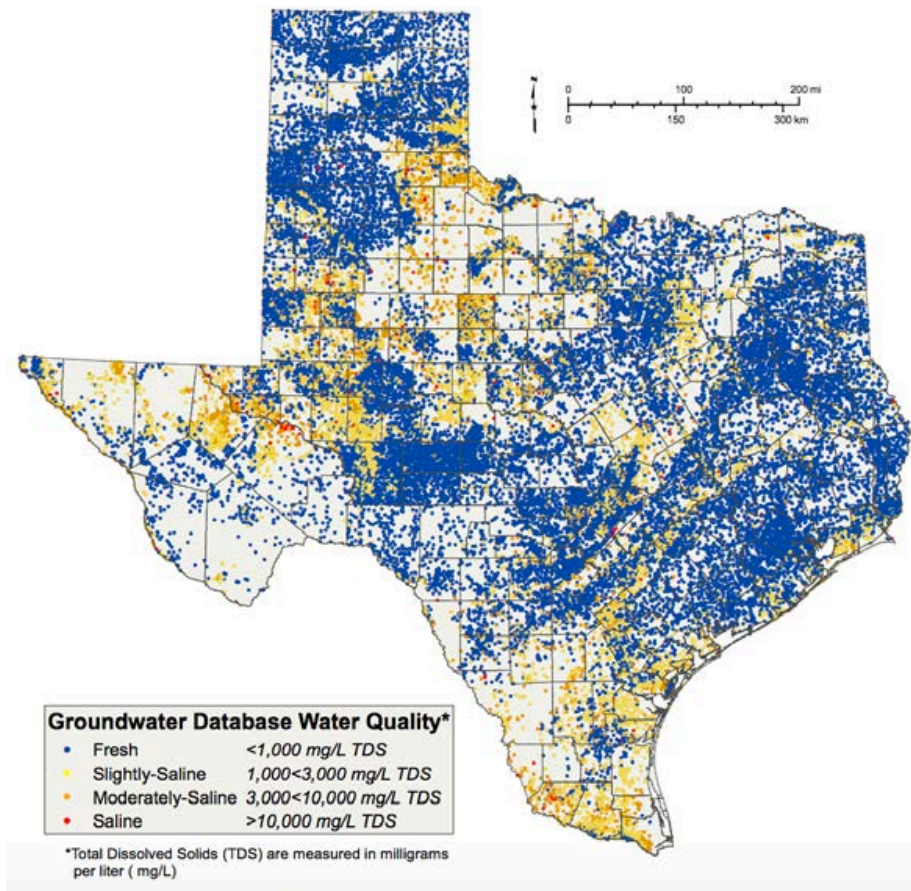 0 100 200 mi
0 150 300 km
Groundwater Database Water Quality*
Fresh <1,000 mg/L TDS
Slightly-Saline 1,000<3,000 mg/L TDS
Moderately-Saline 3,000<10,000 mg/L TDS
Saline >10,000 mg/L TDS
*Total Dissolved Solids (TDS) are measured in milligrams
per liter ( mg/L)